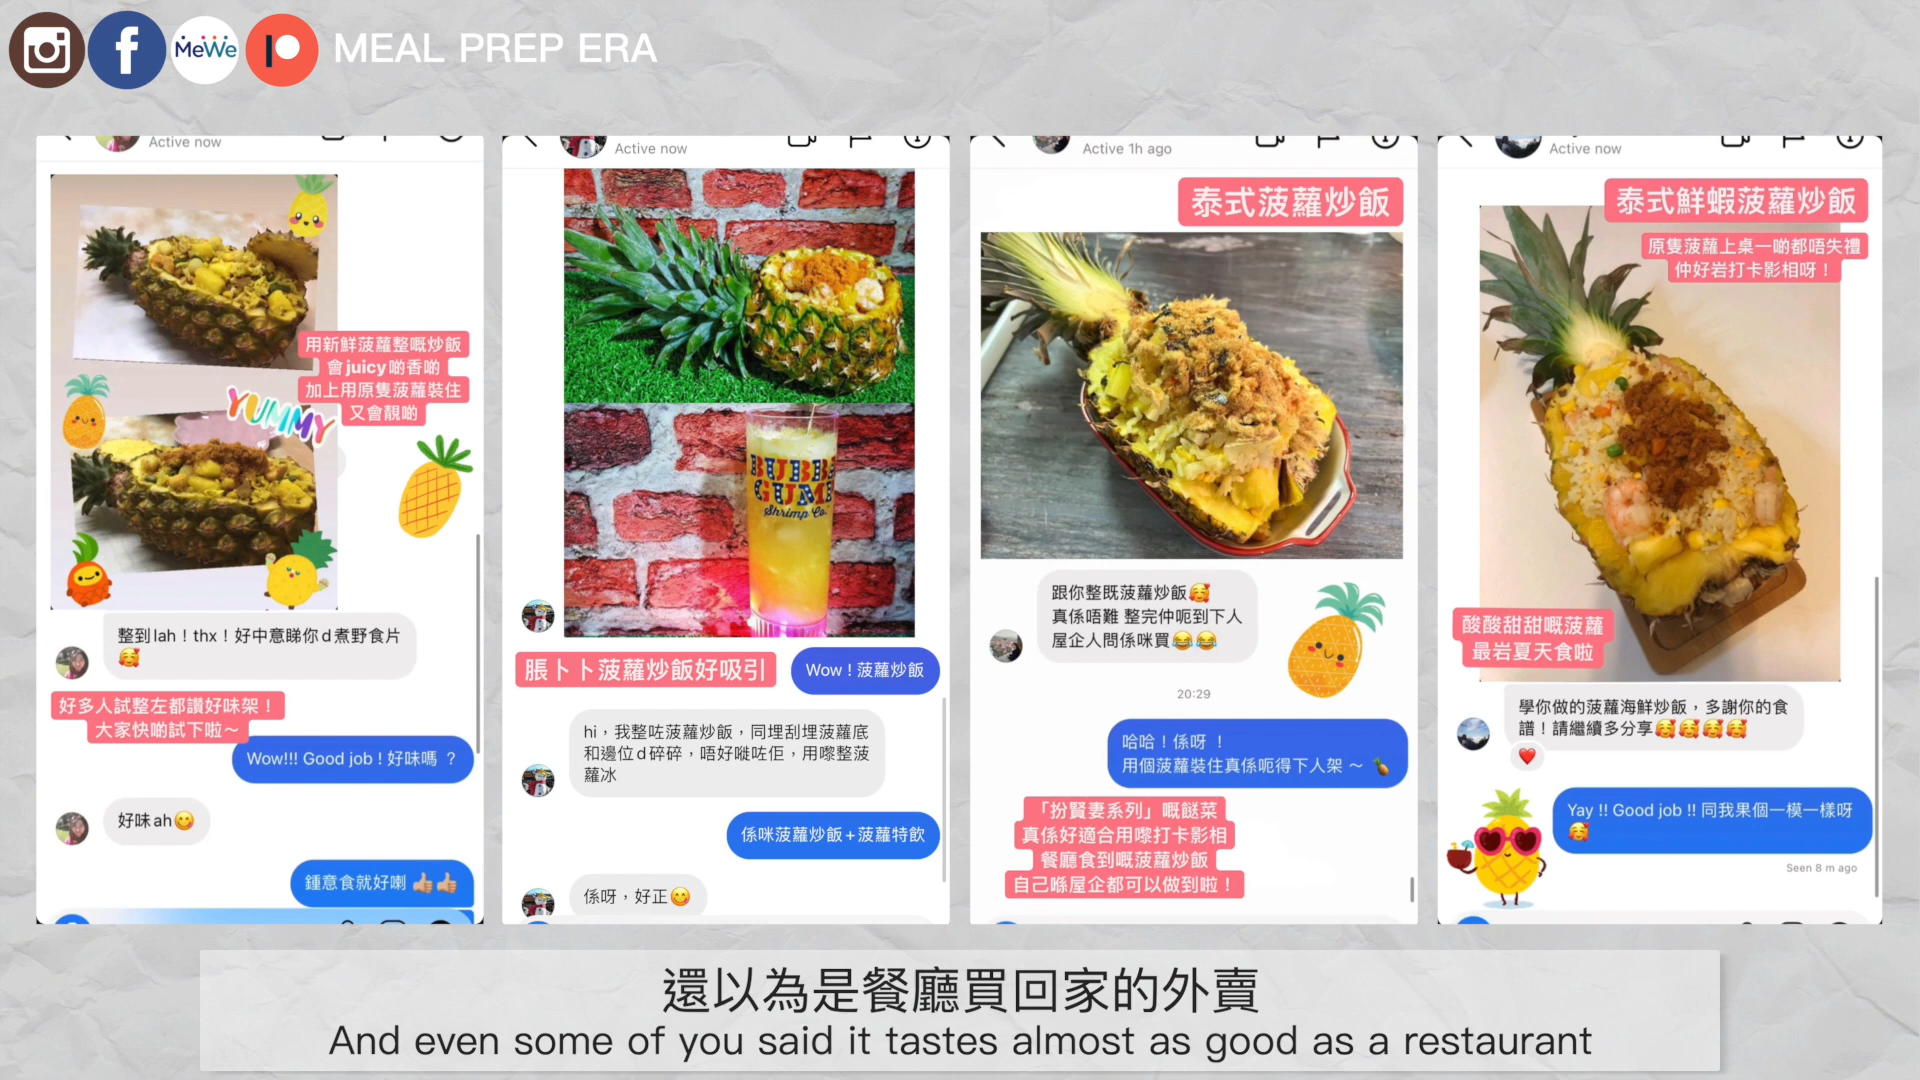 MeWe
MEAL PREP ERA
Active now
用新鮮菠蘿整嘅炒飯
會juicy啲香啲
加上用原隻菠蘿裝住
又會靚啲
YUMMY
整到lah！thx！好中意睇你d煮野食片
🥰
好多人試整左都讚好味架！
大家快啲試下啦～
Wow!!! Good job ! 好味嗎 ？
好味ah😋
鍾意食就好喇 👍🏼👍🏼
Active now
BUBBA
GUMP
Shrimp Co.
脹卜卜菠蘿炒飯好吸引
Wow ! 菠蘿炒飯
hi，我整咗菠蘿炒飯，同埋刮埋菠蘿底
和邊位d碎碎，唔好嘥咗佢，用嚟整菠
蘿冰
係咪菠蘿炒飯+菠蘿特飲
係呀，好正😋
Active 1h ago
泰式菠蘿炒飯
跟你整既菠蘿炒飯🥰
真係唔難 整完仲呃到下人
屋企人問係咪買😂😂
20:29
哈哈！係呀 ！
用個菠蘿裝住真係呃得下人架 ～ 🍍
「扮賢妻系列」嘅餸菜
真係好適合用嚟打卡影相
餐廳食到嘅菠蘿炒飯
自己喺屋企都可以做到啦！
Active now
泰式鮮蝦菠蘿炒飯
原隻菠蘿上桌一啲都唔失禮
仲好岩打卡影相呀！
酸酸甜甜嘅菠蘿
最岩夏天食啦
學你做的菠蘿海鮮炒飯，多謝你的食
譜！請繼續多分享🥰🥰🥰🥰
❤️
Yay !! Good job !! 同我果個一模一樣呀
🥰
Seen 8 m ago
還以為是餐廳買回家的外賣
And even some of you said it tastes almost as good as a restaurant